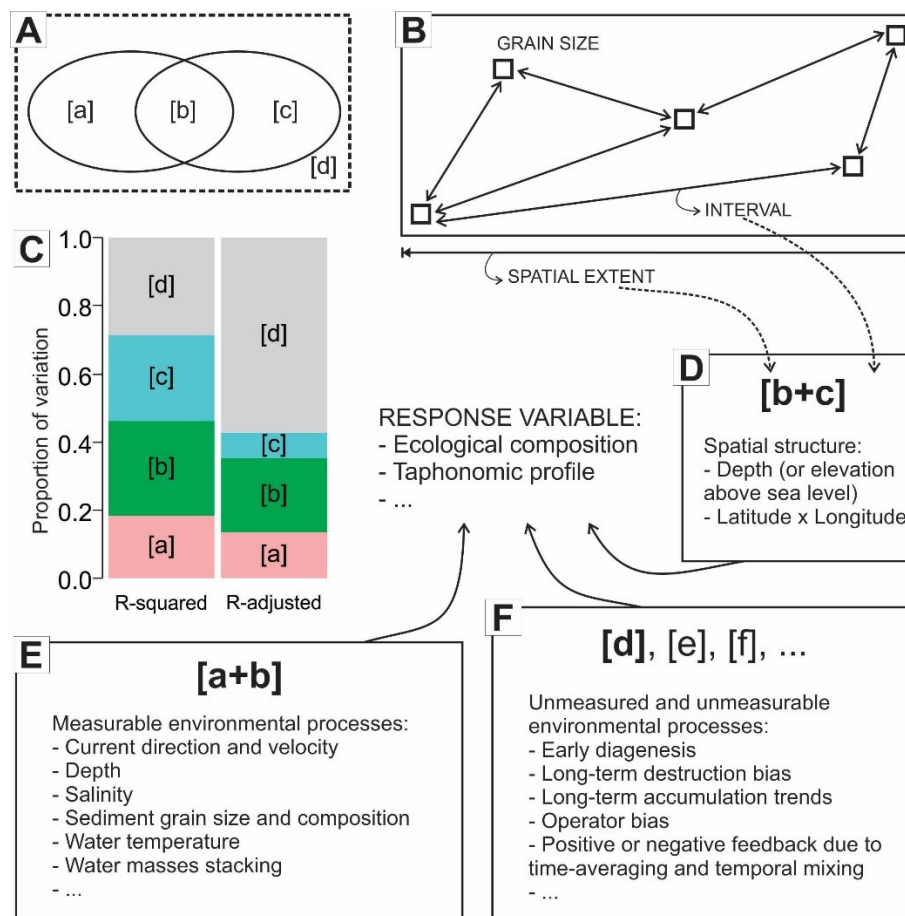 A
[a]
[b]
[c]
[d]
B
GRAIN SIZE
INTERVAL
SPATIAL EXTENT
C
Proportion of variation
1.0
0.8
0.6
0.4
0.2
0.0
[d]
[c]
[b]
[a]
[d]
[c]
[b]
[a]
R-squared
R-adjusted
RESPONSE VARIABLE:
- Ecological composition
- Taphonomic profile
- ...
D
[b+c]
Spatial structure:
- Depth (or elevation
above sea level)
- Latitude x Longitude
E
[a+b]
Measurable environmental processes:
- Current direction and velocity
- Depth
- Salinity
- Sediment grain size and composition
- Water temperature
- Water masses stacking
- ...
F
[d], [e], [f], ...
Unmeasured and unmeasurable
environmental processes:
- Early diagenesis
- Long-term destruction bias
- Long-term accumulation trends
- Operator bias
- Positive or negative feedback due to
time-averaging and temporal mixing
- ...